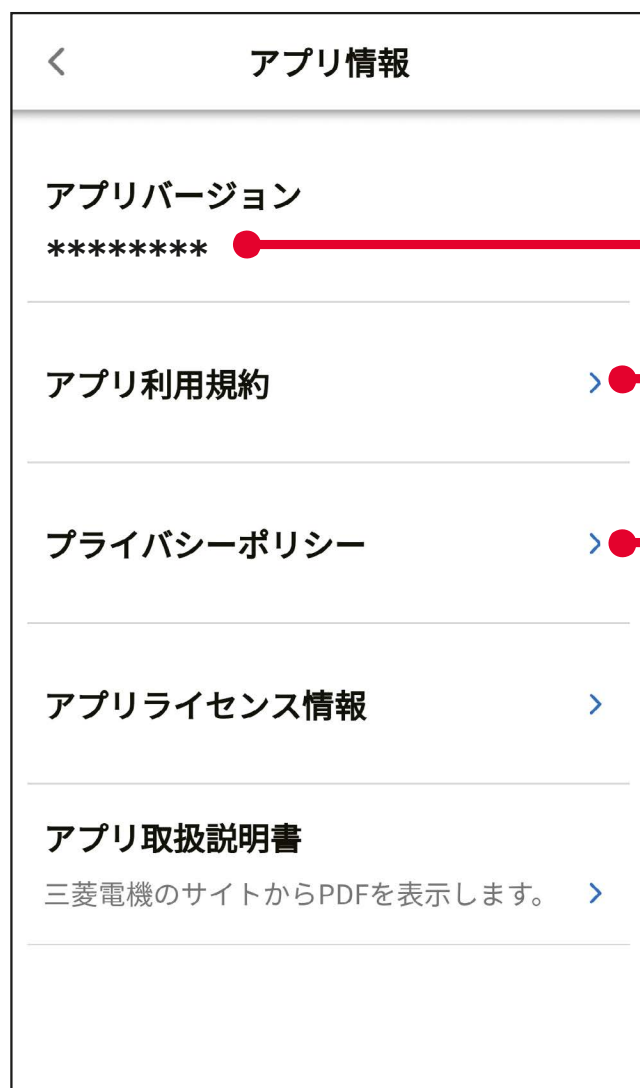 アプリ情報
アプリバージョン
********
アプリ利用規約
プライバシーポリシー
アプリライセンス情報
アプリ取扱説明書
三菱電機のサイトからPDFを表示します。